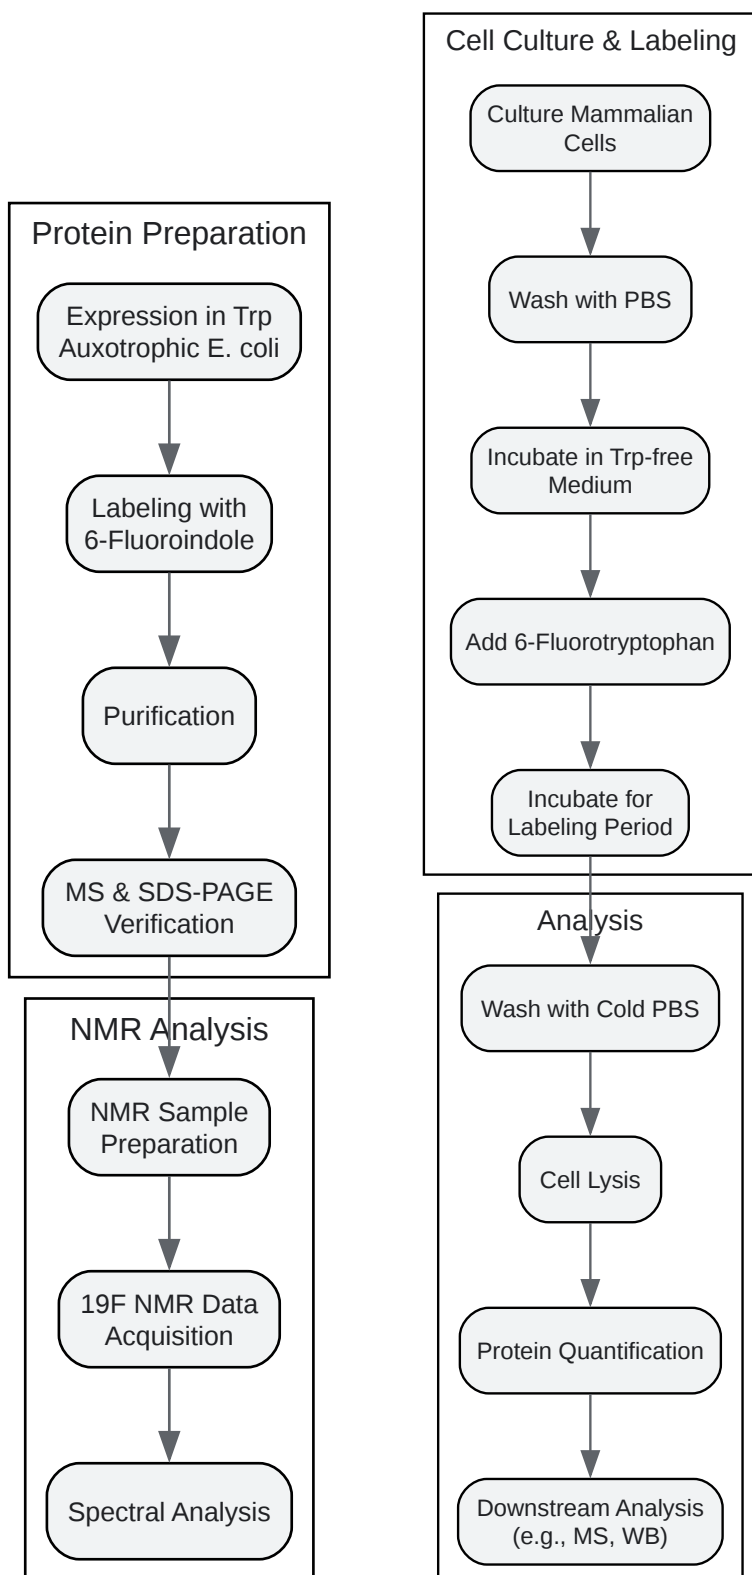 Protein Preparation
Expression in Trp
Auxotrophic E. coli
Labeling with
6-Fluoroindole
Purification
MS & SDS-PAGE
Verification
NMR Analysis
NMR Sample
Preparation
19F NMR Data
Acquisition
Spectral Analysis
Cell Culture & Labeling
Culture Mammalian
Cells
Wash with PBS
Incubate in Trp-free
Medium
Add 6-Fluorotryptophan
Incubate for
Labeling Period
Analysis
Wash with Cold PBS
Cell Lysis
Protein Quantification
Downstream Analysis
(e.g., MS, WB)